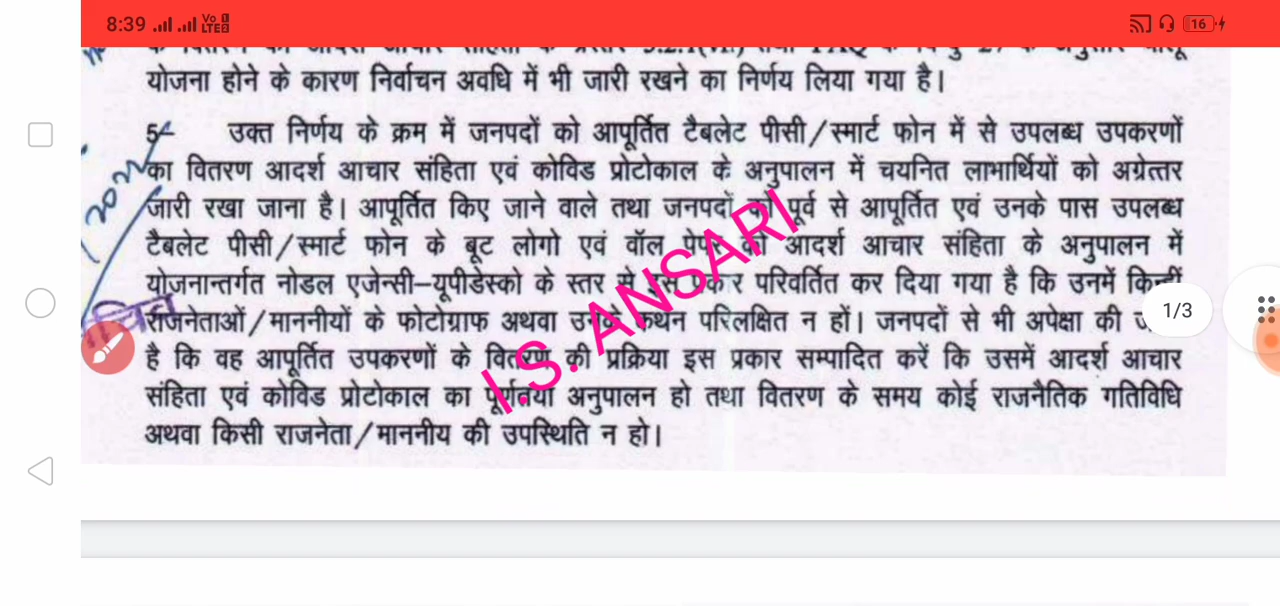 8:39 Vo LTE2 16
योजना होने के कारण निर्वाचन अवधि में भी जारी रखने का निर्णय लिया गया है।
5- उक्त निर्णय के क्रम में जनपदों को आपूर्तित टैबलेट पीसी/स्मार्ट फोन में से उपलब्ध उपकरणों
का वितरण आदर्श आचार संहिता एवं कोविड प्रोटोकाल के अनुपालन में चयनित लाभार्थियों को अग्रेत्तर
जारी रखा जाना है। आपूर्तित किए जाने वाले तथा जनपदों को पूर्व से आपूर्तित एवं उनके पास उपलब्ध
टैबलेट पीसी/स्मार्ट फोन के बूट लोगो एवं वॉल पेपर को आदर्श आचार संहिता के अनुपालन में
योजनान्तर्गत नोडल एजेन्सी–यूपीडेस्को के स्तर से इस प्रकार परिवर्तित कर दिया गया है कि उनमें किन्हीं
राजनेताओं/माननीयों के फोटोग्राफ अथवा उनके कथन परिलक्षित न हों। जनपदों से भी अपेक्षा की
1/3
है कि वह आपूर्तित उपकरणों के वितरण की प्रक्रिया इस प्रकार सम्पादित करें कि उसमें आदर्श आचार
संहिता एवं कोविड प्रोटोकाल का पूर्णतया अनुपालन हो तथा वितरण के समय कोई राजनैतिक गतिविधि
अथवा किसी राजनेता/माननीय की उपस्थिति न हो।
I.S. ANSARI